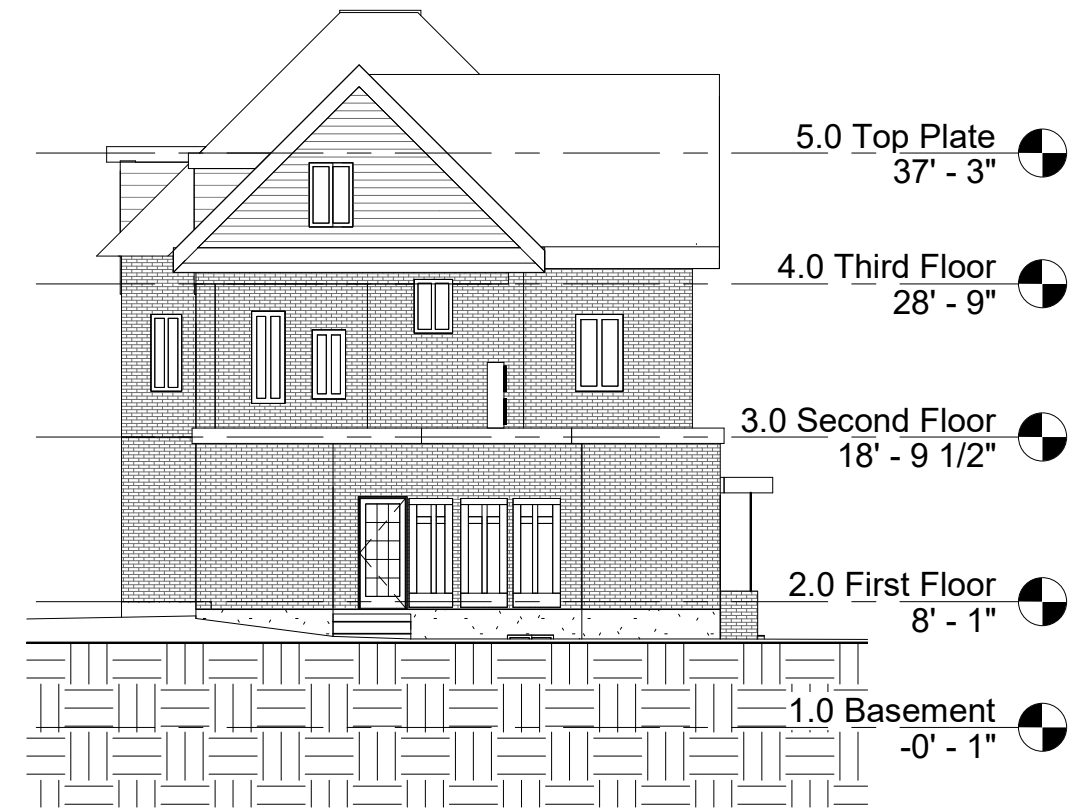 5.0 Top Plate
37' - 3"
4.0 Third Floor
28' - 9"
3.0 Second Floor
18' - 9 1/2"
2.0 First Floor
8' - 1"
1.0 Basement
-0' - 1"